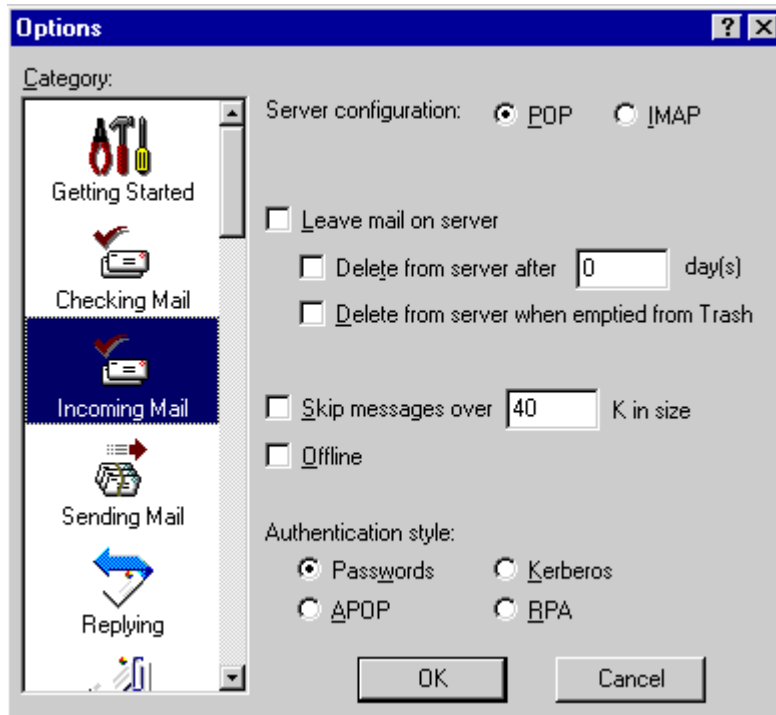 Options
Category:
Getting Started
Checking Mail
Incoming Mail
Sending Mail
Replying
Server configuration: POP IMAP
Leave mail on server
Delete from server after 0 day(s)
Delete from server when emptied from Trash
Skip messages over 40 K in size
Offline
Authentication style:
Passwords Kerberos
APOP RPA
OK Cancel